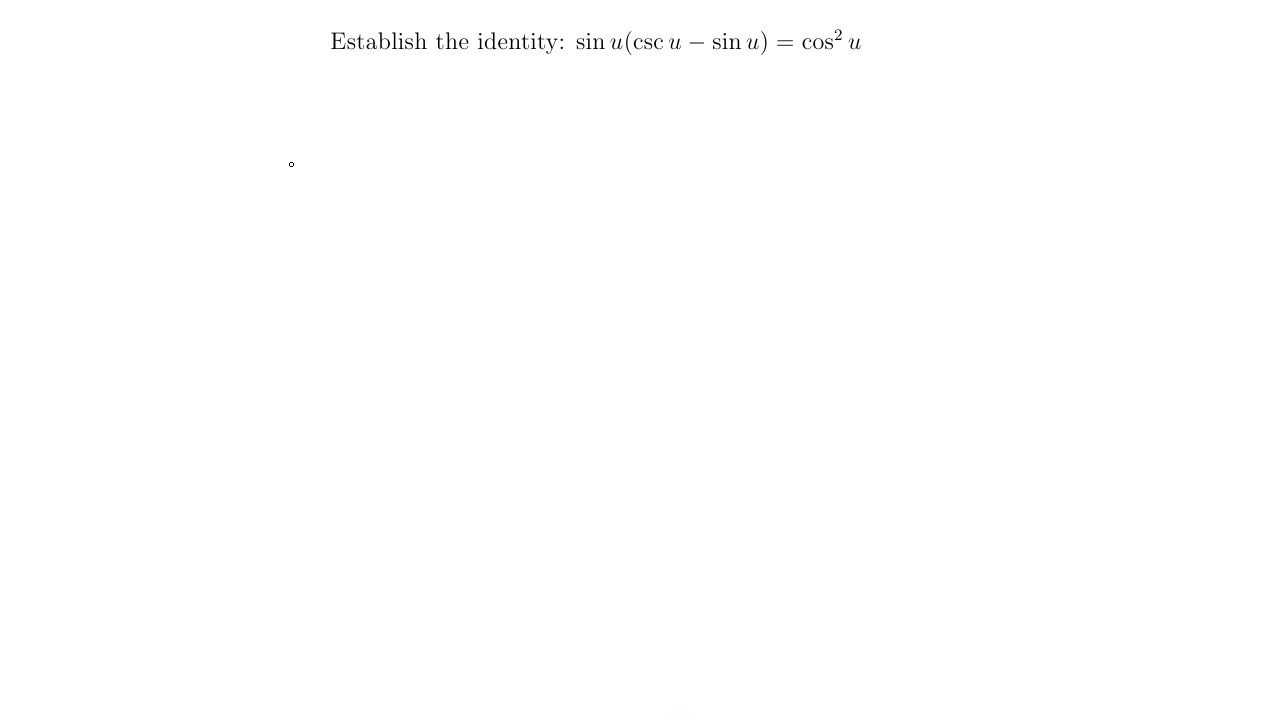 Establish the identity: sin u(csc u − sin u) = cos² u